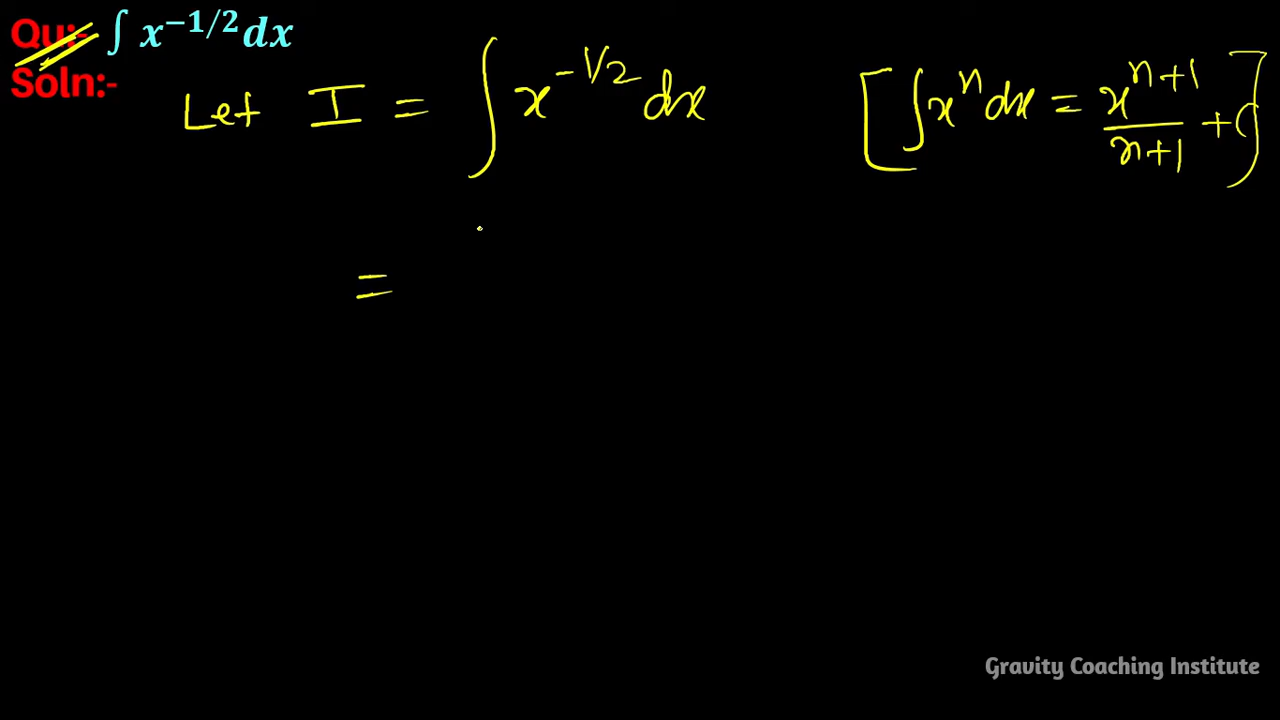 Qu:- ∫ x^{-1/2} dx
Soln:-
Let I = ∫ x^{-1/2} dx [∫ x^n dx = x^{n+1}/n+1 + C]
=
Gravity Coaching Institute